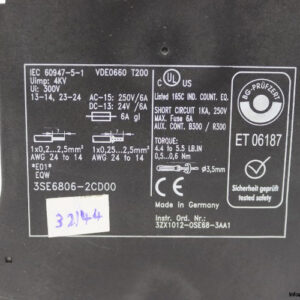 IEC 60947-5-1 VDE0660 T200
Uimp: 4KV
Ui: 300V
13-14, 23-24
AC-15: 250V/6A
DC-13: 24V/6A
6A gl
1x0,2...2,5mm²
AWG 24 to 14
1x0,25...2,5mm²
AWG 24 to 14
*ED1*
EQW
3SE6806-2CD00
32/44
C UL US
Listed 165C IND. COUNT. EQ.
SHORT CIRCUIT 1KA, 250V
Max. Fuse 6A
AUX. CONT. B300 / R300
TORQUE:
4.4 to 5.3 LB.IN
0,5...0,6 Nm
Ø3,5mm
Made in Germany
Instr. Ord. Nr.:
3ZX1012-0SE68-3AA1
BG-PRÜFZERT
ET 06187
Sicherheit geprüft
tested safety